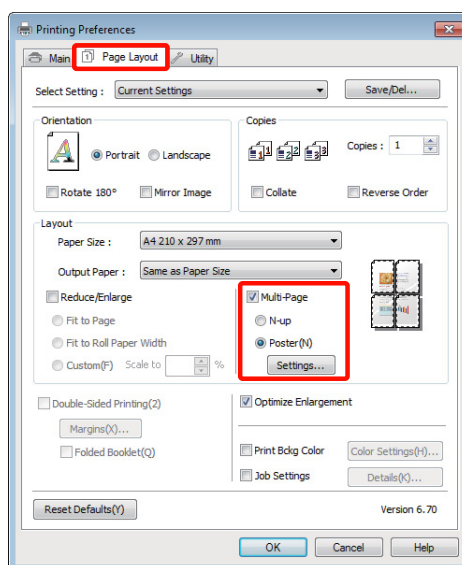 Printing Preferences
Main Page Layout Utility
Select Setting : Current Settings Save/Del...
Orientation
Portrait Landscape
Rotate 180° Mirror Image
Copies
Copies : 1
Collate Reverse Order
Layout
Paper Size : A4 210 x 297 mm
Output Paper : Same as Paper Size
Reduce/Enlarge
Fit to Page
Fit to Roll Paper Width
Custom(F) Scale to %
Multi-Page
N-up
Poster(N)
Settings...
Double-Sided Printing(2)
Margins(X)...
Folded Booklet(Q)
Optimize Enlargement
Print Bckg Color Color Settings(H)...
Job Settings Details(K)...
Reset Defaults(Y) Version 6.70
OK Cancel Help